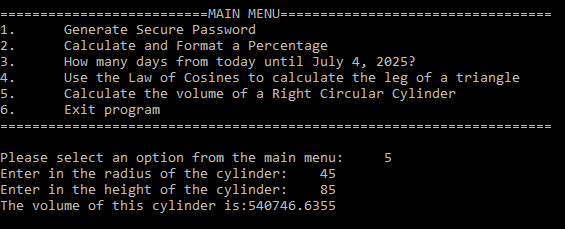 ==========================MAIN MENU==================================
1.      Generate Secure Password
2.      Calculate and Format a Percentage
3.      How many days from today until July 4, 2025?
4.      Use the Law of Cosines to calculate the leg of a triangle
5.      Calculate the volume of a Right Circular Cylinder
6.      Exit program
=====================================================================
Please select an option from the main menu:     5
Enter in the radius of the cylinder:    45
Enter in the height of the cylinder:    85
The volume of this cylinder is:540746.6355